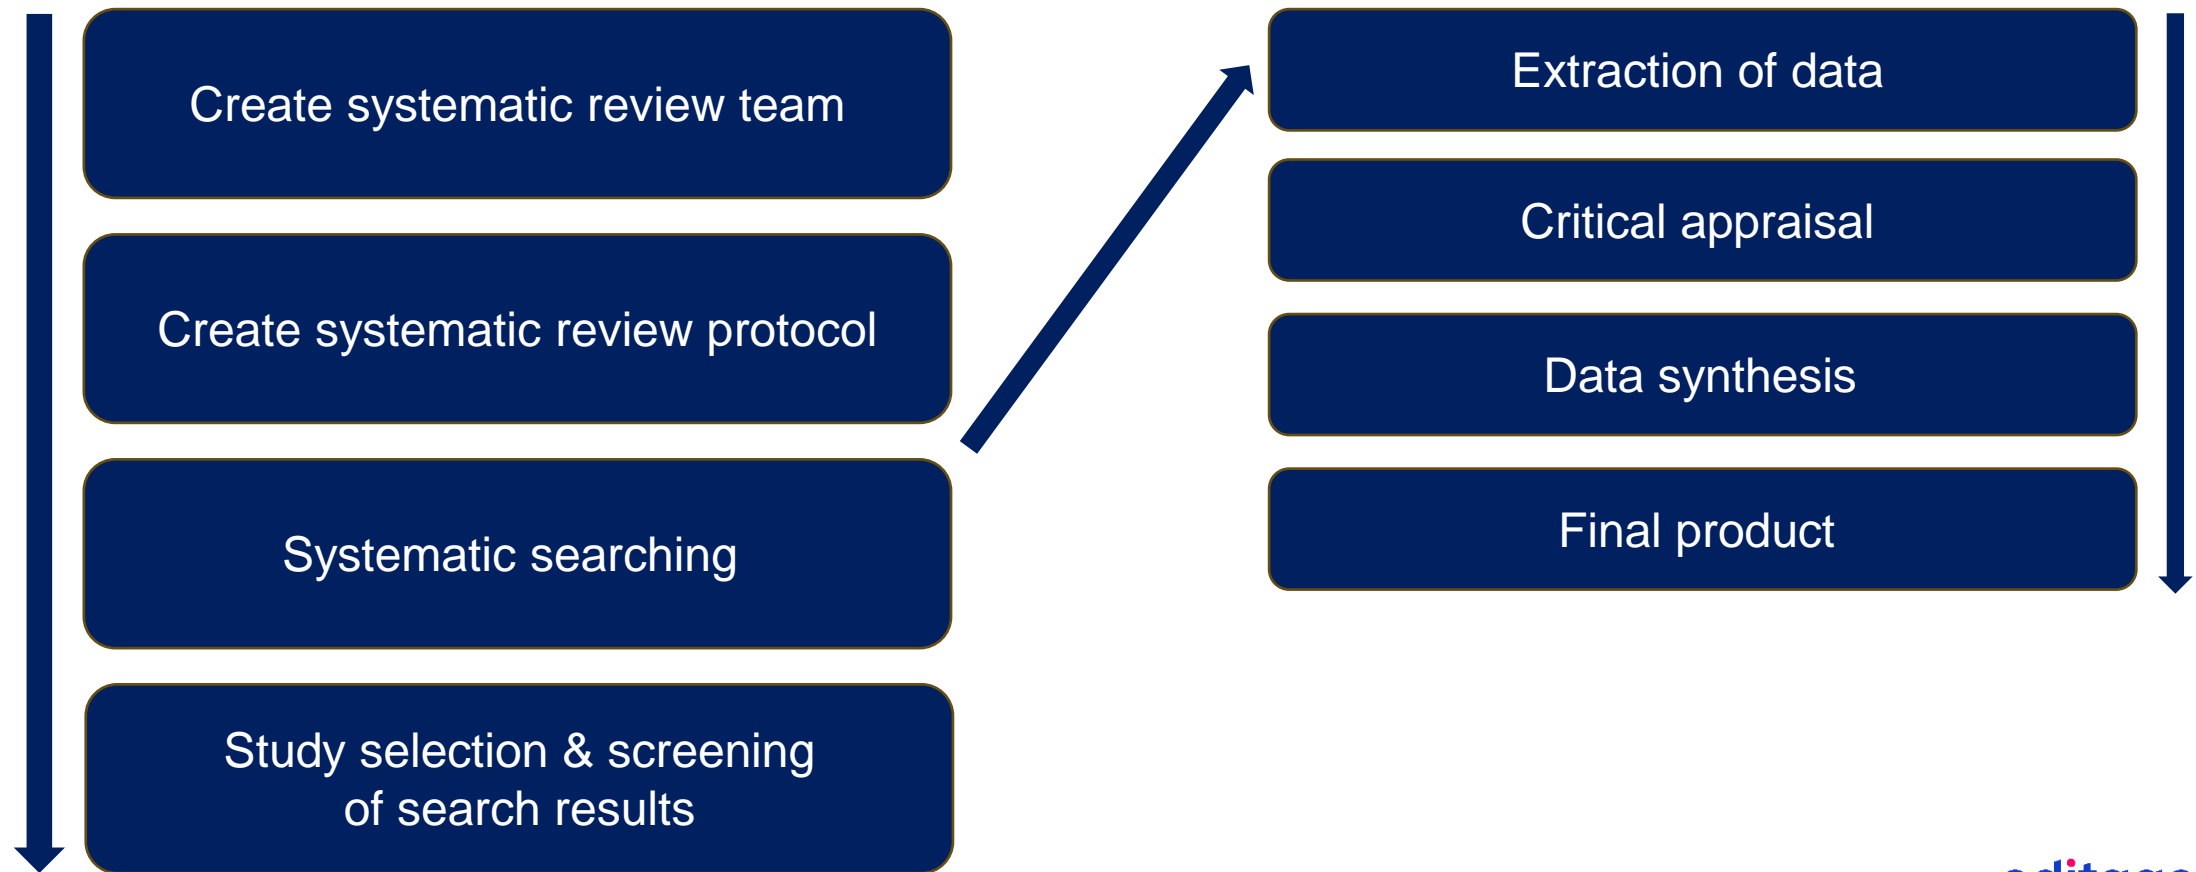 Create systematic review team
Create systematic review protocol
Systematic searching
Study selection & screening
of search results
Extraction of data
Critical appraisal
Data synthesis
Final product